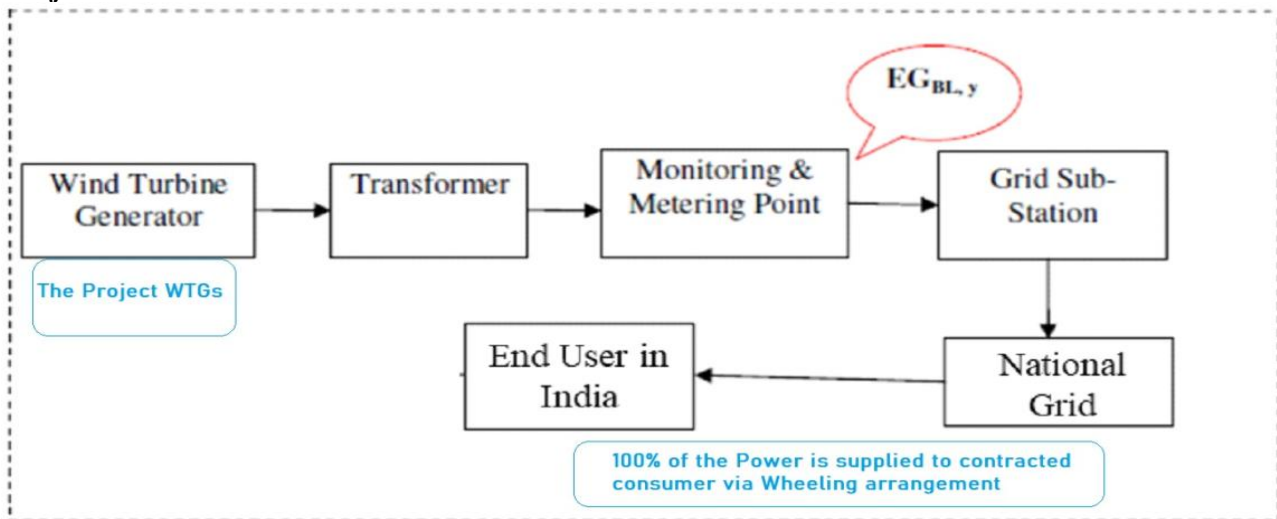 EG_BL, y
Wind Turbine
Generator
Transformer
Monitoring &
Metering Point
Grid Sub-
Station
The Project WTGs
End User in
India
National
Grid
100% of the Power is supplied to contracted
consumer via Wheeling arrangement